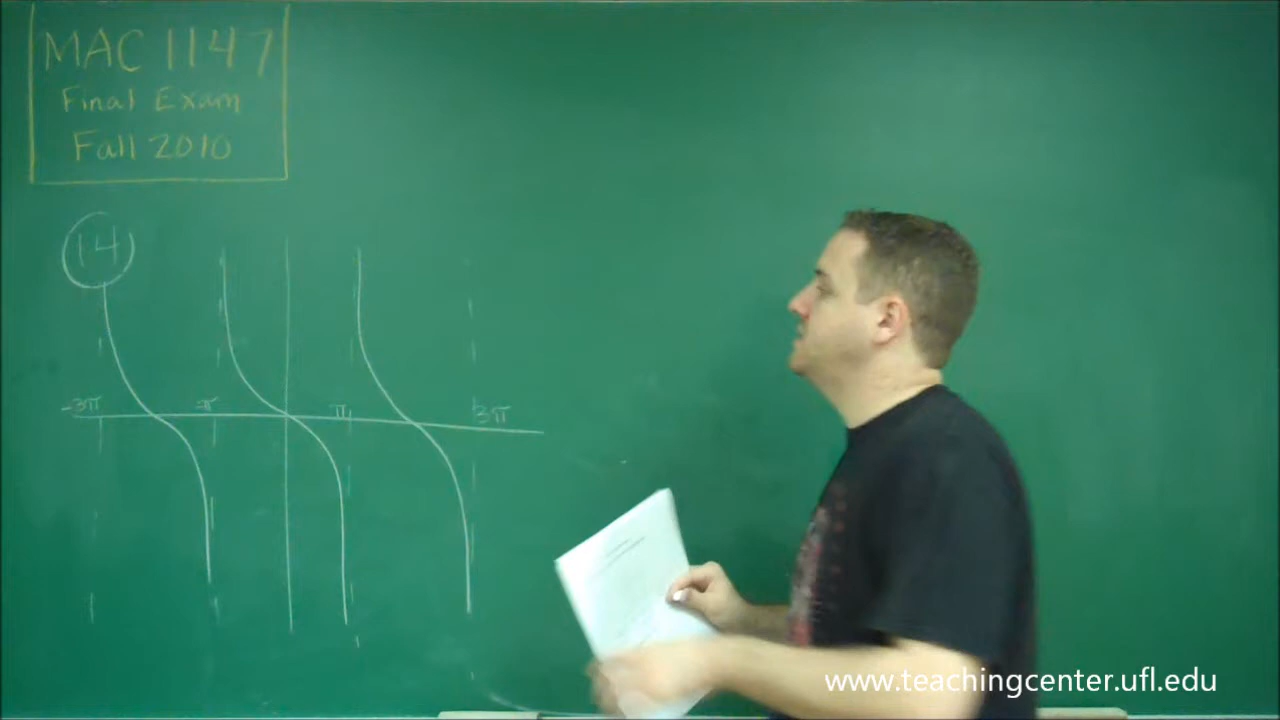 MAC 1147
Final Exam
Fall 2010
14
-3π -π π 3π
www.teachingcenter.ufl.edu